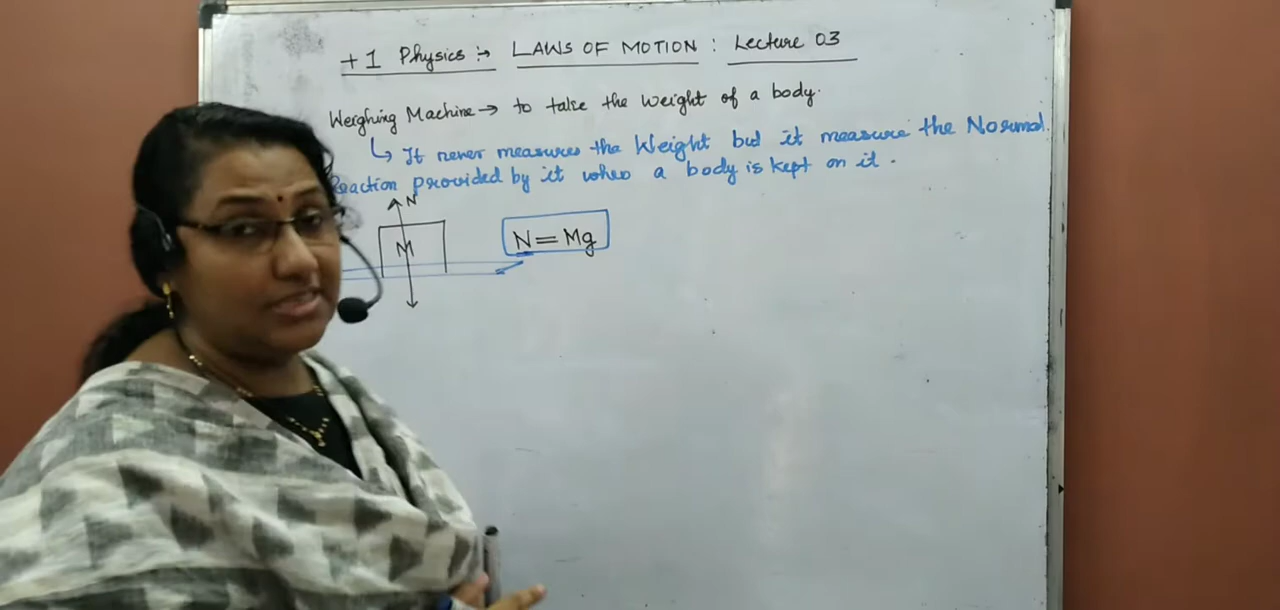 +1 Physics :→ LAWS OF MOTION : Lecture 03
Weighing Machine → to take the weight of a body.
↳ It never measures the Weight but it measure the Normal
Reaction provided by it when a body is kept on it.
N
M
N = Mg